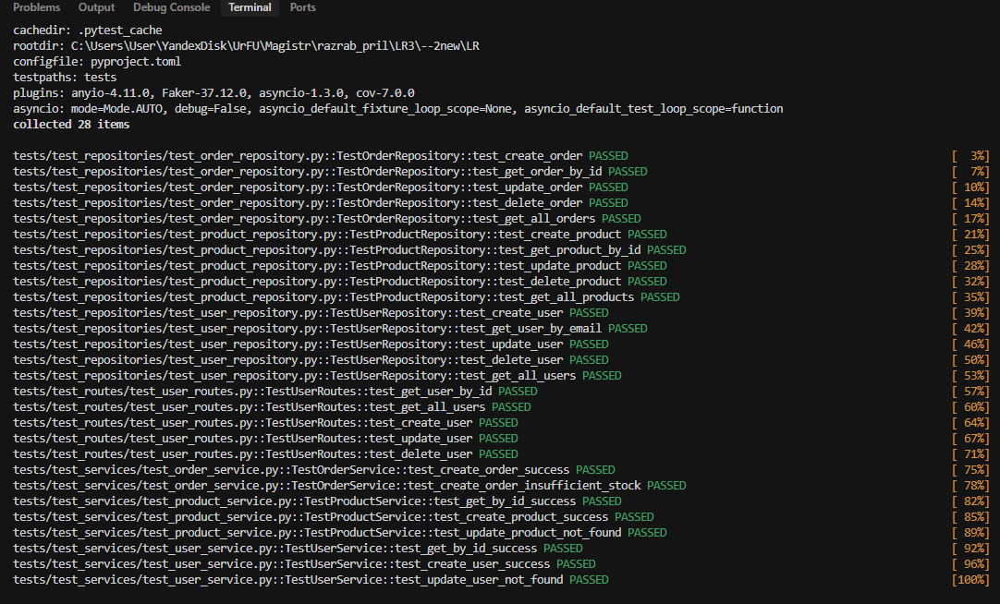 Problems Output Debug Console Terminal Ports
cachedir: .pytest_cache
rootdir: C:\Users\User\YandexDisk\UrFU\Magistr\razrab_pril\LR3\--2new\LR
configfile: pyproject.toml
testpaths: tests
plugins: anyio-4.11.0, Faker-37.12.0, asyncio-1.3.0, cov-7.0.0
asyncio: mode=Mode.AUTO, debug=False, asyncio_default_fixture_loop_scope=None, asyncio_default_test_loop_scope=function
collected 28 items
tests/test_repositories/test_order_repository.py::TestOrderRepository::test_create_order PASSED [  3%]
tests/test_repositories/test_order_repository.py::TestOrderRepository::test_get_order_by_id PASSED [  7%]
tests/test_repositories/test_order_repository.py::TestOrderRepository::test_update_order PASSED [ 10%]
tests/test_repositories/test_order_repository.py::TestOrderRepository::test_delete_order PASSED [ 14%]
tests/test_repositories/test_order_repository.py::TestOrderRepository::test_get_all_orders PASSED [ 17%]
tests/test_repositories/test_product_repository.py::TestProductRepository::test_create_product PASSED [ 21%]
tests/test_repositories/test_product_repository.py::TestProductRepository::test_get_product_by_id PASSED [ 25%]
tests/test_repositories/test_product_repository.py::TestProductRepository::test_update_product PASSED [ 28%]
tests/test_repositories/test_product_repository.py::TestProductRepository::test_delete_product PASSED [ 32%]
tests/test_repositories/test_product_repository.py::TestProductRepository::test_get_all_products PASSED [ 35%]
tests/test_repositories/test_user_repository.py::TestUserRepository::test_create_user PASSED [ 39%]
tests/test_repositories/test_user_repository.py::TestUserRepository::test_get_user_by_email PASSED [ 42%]
tests/test_repositories/test_user_repository.py::TestUserRepository::test_update_user PASSED [ 46%]
tests/test_repositories/test_user_repository.py::TestUserRepository::test_delete_user PASSED [ 50%]
tests/test_repositories/test_user_repository.py::TestUserRepository::test_get_all_users PASSED [ 53%]
tests/test_routes/test_user_routes.py::TestUserRoutes::test_get_user_by_id PASSED [ 57%]
tests/test_routes/test_user_routes.py::TestUserRoutes::test_get_all_users PASSED [ 60%]
tests/test_routes/test_user_routes.py::TestUserRoutes::test_create_user PASSED [ 64%]
tests/test_routes/test_user_routes.py::TestUserRoutes::test_update_user PASSED [ 67%]
tests/test_routes/test_user_routes.py::TestUserRoutes::test_delete_user PASSED [ 71%]
tests/test_services/test_order_service.py::TestOrderService::test_create_order_success PASSED [ 75%]
tests/test_services/test_order_service.py::TestOrderService::test_create_order_insufficient_stock PASSED [ 78%]
tests/test_services/test_product_service.py::TestProductService::test_get_by_id_success PASSED [ 82%]
tests/test_services/test_product_service.py::TestProductService::test_create_product_success PASSED [ 85%]
tests/test_services/test_product_service.py::TestProductService::test_update_product_not_found PASSED [ 89%]
tests/test_services/test_user_service.py::TestUserService::test_get_by_id_success PASSED [ 92%]
tests/test_services/test_user_service.py::TestUserService::test_create_user_success PASSED [ 96%]
tests/test_services/test_user_service.py::TestUserService::test_update_user_not_found PASSED [100%]